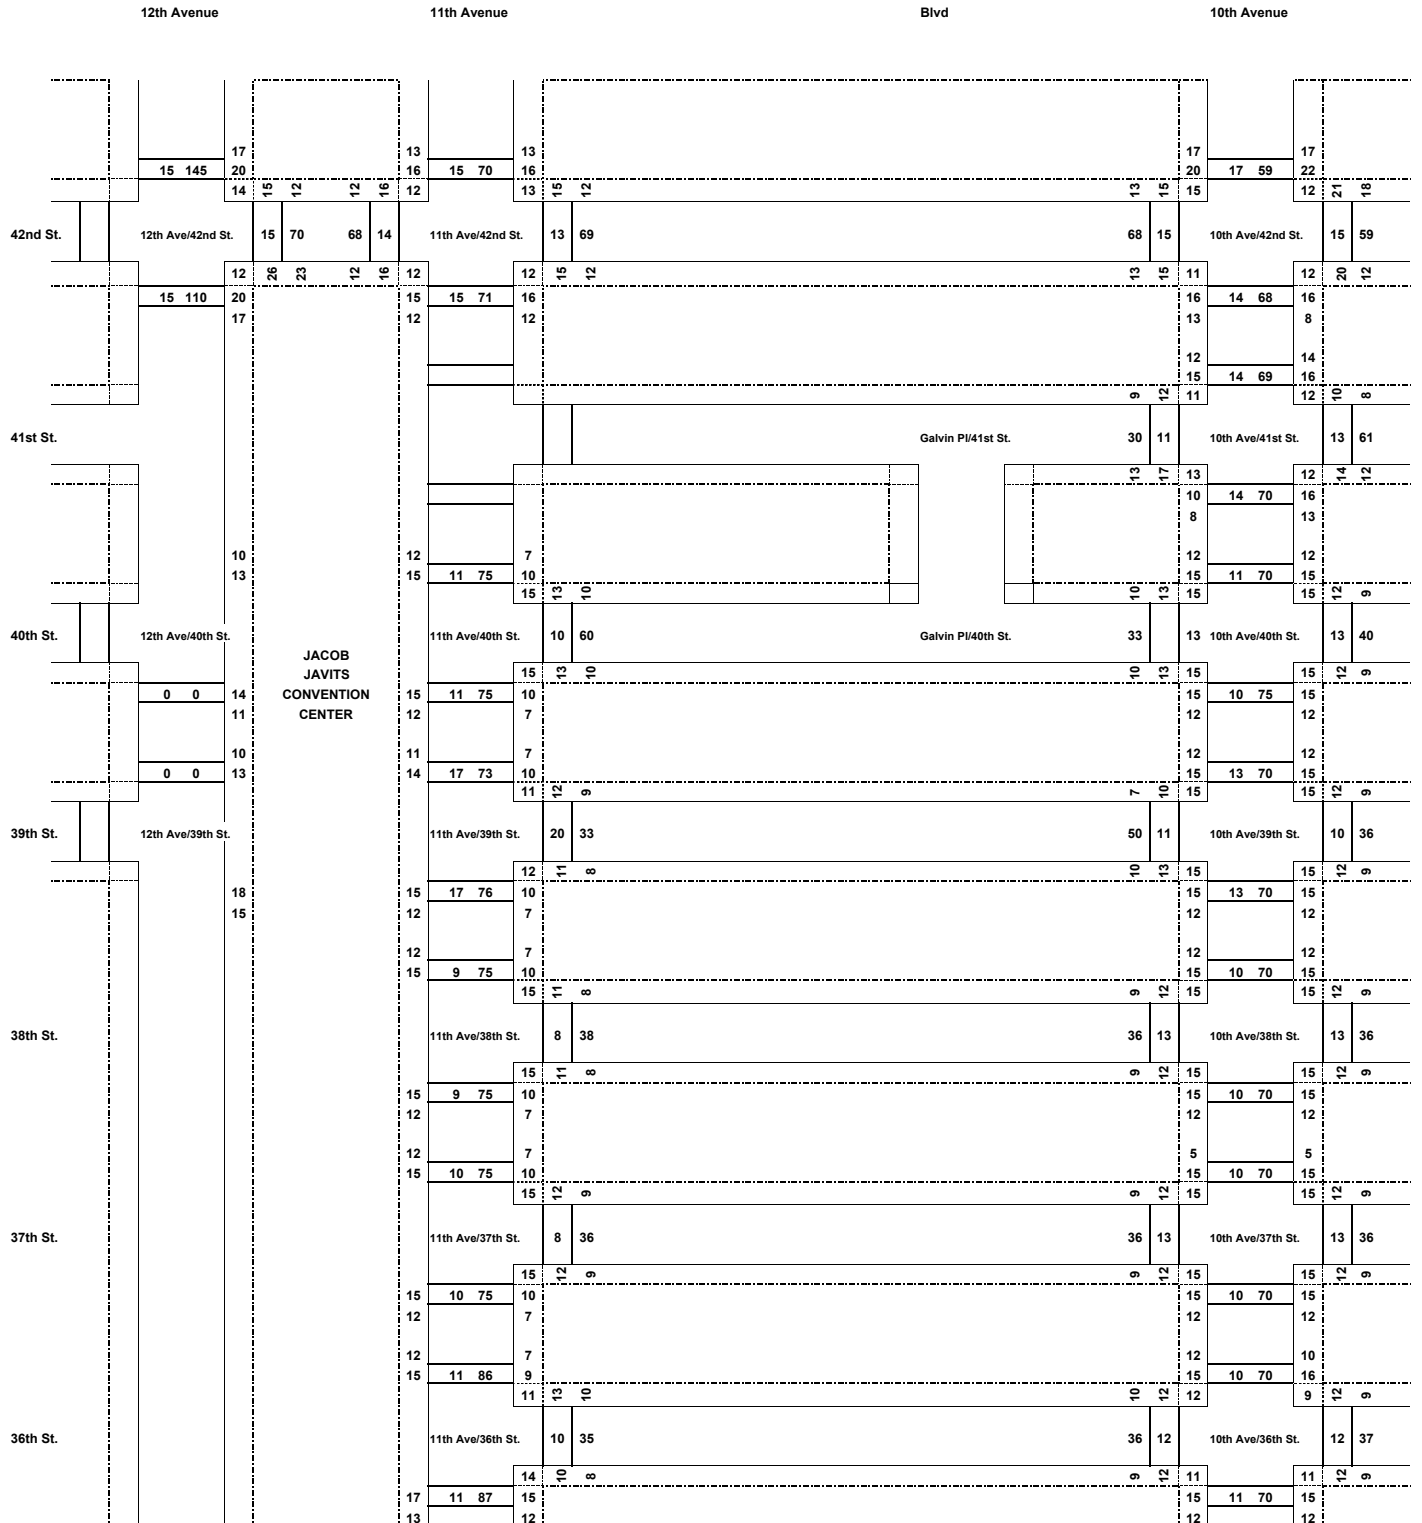 12th Avenue 11th Avenue Blvd 10th Avenue
17 13 13 17 17
15 145 20 16 15 70 16 20 17 59 22
14 15 12 12 16 12 13 15 12 13 15 15 12 21 18
42nd St. 12th Ave/42nd St. 15 70 68 14 11th Ave/42nd St. 13 69 68 15 10th Ave/42nd St. 15 59
12 26 23 12 16 12 12 15 12 13 15 11 12 20 12
15 110 20 15 15 71 16 16 14 68 16
17 12 12 13 8
12 14
15 14 69 16
9 12 11 12 10 8
41st St. Galvin Pl/41st St. 30 11 10th Ave/41st St. 13 61
13 17 13 12 14 12
10 14 70 16
8 13
10 12 7 12 12
13 15 11 75 10 15 11 70 15
15 13 10 10 13 15 15 12 9
40th St. 12th Ave/40th St. 11th Ave/40th St. 10 60 Galvin Pl/40th St. 33 13 10th Ave/40th St. 13 40
JACOB
15 13 10 10 13 15 15 12 9
JAVITS
0 0 14 CONVENTION 15 11 75 10 15 10 75 15
11 CENTER 12 7 12 12
10 11 7 12 12
0 0 13 14 17 73 10 15 13 70 15
11 12 9 7 10 15 15 12 9
39th St. 12th Ave/39th St. 11th Ave/39th St. 20 33 50 11 10th Ave/39th St. 10 36
12 11 8 10 13 15 15 12 9
18 15 17 76 10 15 13 70 15
15 12 7 12 12
12 7 12 12
15 9 75 10 15 10 70 15
15 11 8 9 12 15 15 12 9
38th St. 11th Ave/38th St. 8 38 36 13 10th Ave/38th St. 13 36
15 11 8 9 12 15 15 12 9
15 9 75 10 15 10 70 15
12 7 12 12
12 7 5 5
15 10 75 10 15 10 70 15
15 12 9 9 12 15 15 12 9
37th St. 11th Ave/37th St. 8 36 36 13 10th Ave/37th St. 13 36
15 12 9 9 12 15 15 12 9
15 10 75 10 15 10 70 15
12 7 12 12
12 7 12 10
15 11 86 9 15 10 70 16
11 13 10 10 12 12 9 12 9
36th St. 11th Ave/36th St. 10 35 36 12 10th Ave/36th St. 12 37
14 10 8 9 12 11 11 12 9
17 11 87 15 15 11 70 15
13 12 12 12